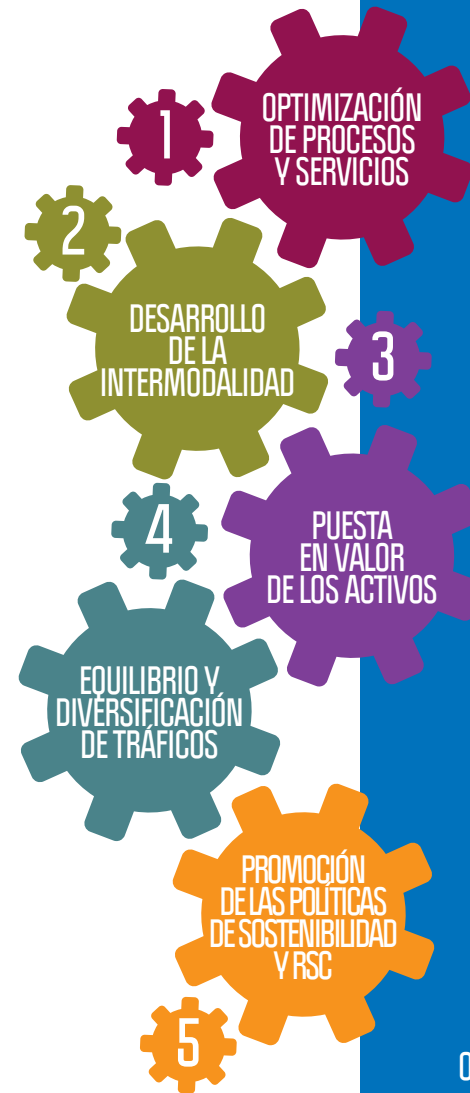 1
OPTIMIZACIÓN
DE PROCESOS
Y SERVICIOS
2
DESARROLLO
DE LA
INTERMODALIDAD
3
PUESTA
EN VALOR
DE LOS ACTIVOS
4
EQUILIBRIO Y
DIVERSIFICACIÓN
DE TRÁFICOS
PROMOCIÓN
DE LAS POLÍTICAS
DE SOSTENIBILIDAD
Y RSC
5